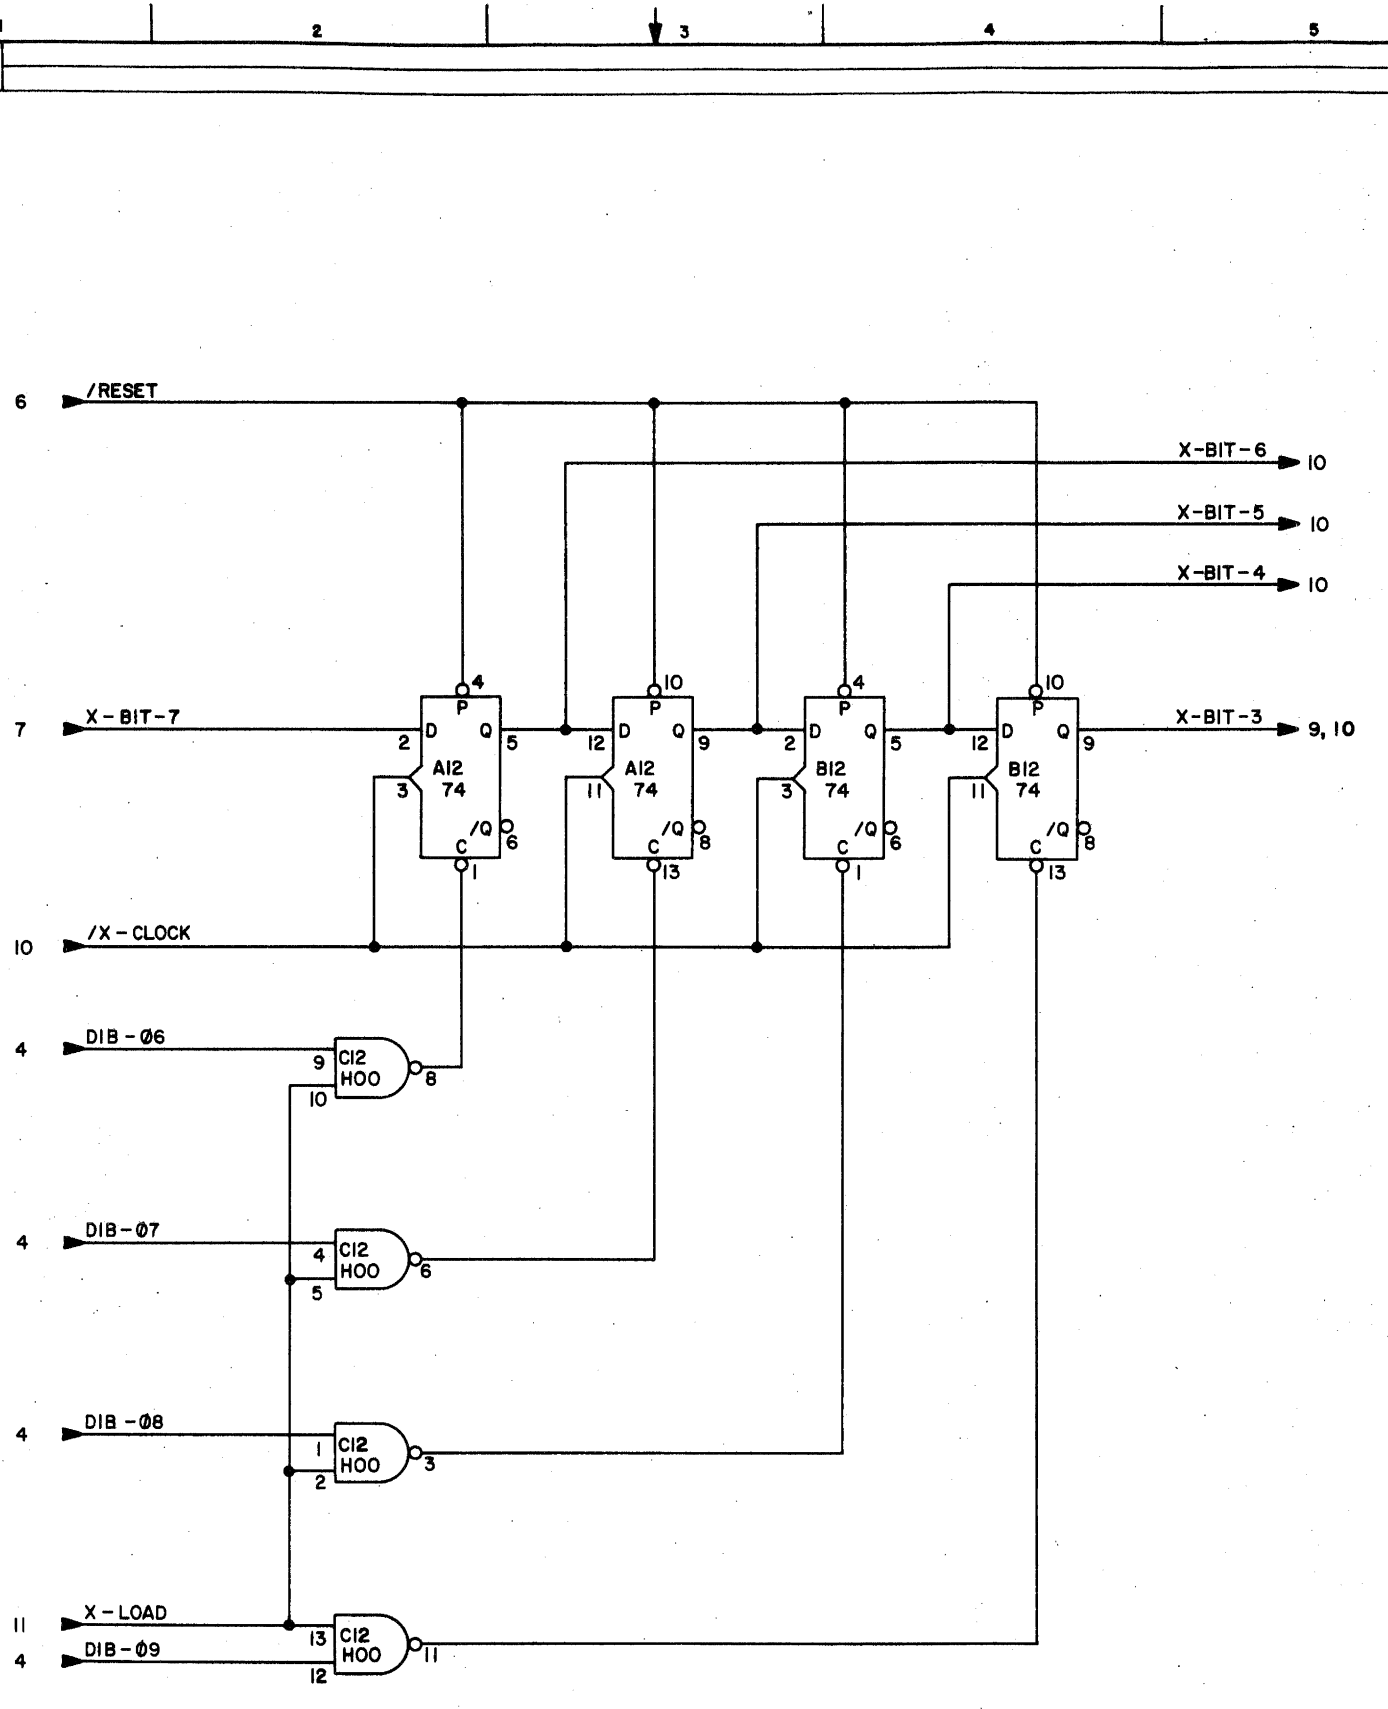 2 3 4 5
6 /RESET
X-BIT-6 10
X-BIT-5 10
X-BIT-4 10
4 10 4 10
P P P P
7 X-BIT-7 2 D Q 5 12 D Q 9 2 D Q 5 12 D Q 9 X-BIT-3 9,10
3 A12 11 A12 3 B12 11 B12
74 74 74 74
/Q 6 /Q 8 /Q 6 /Q 8
C C C C
1 13 1 13
10 /X-CLOCK
4 DIB-Ø6
9 C12
H00 8
10
4 DIB-Ø7
4 C12
H00 6
5
4 DIB-Ø8
1 C12
H00 3
2
11 X-LOAD
13 C12
4 DIB-Ø9
H00 11
12